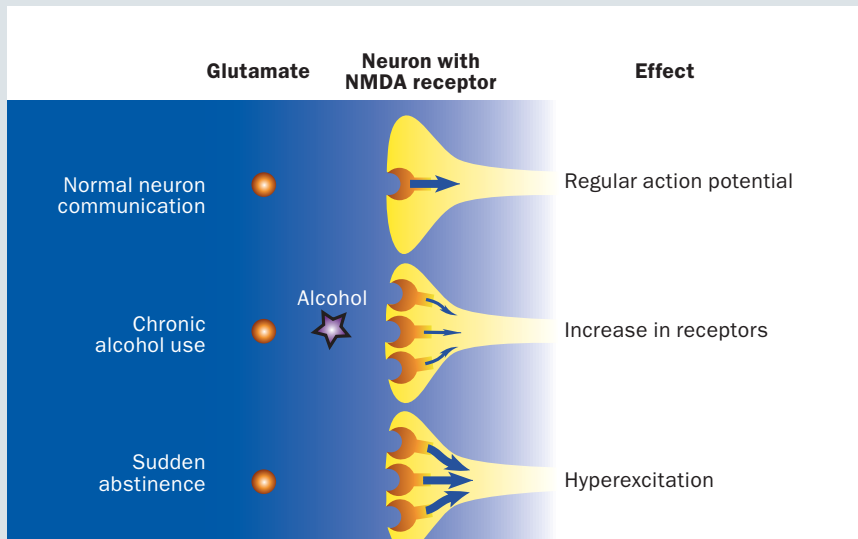 Glutamate
Neuron with
NMDA receptor
Effect
Normal neuron
communication
Regular action potential
Alcohol
Chronic
alcohol use
Increase in receptors
Sudden
abstinence
Hyperexcitation